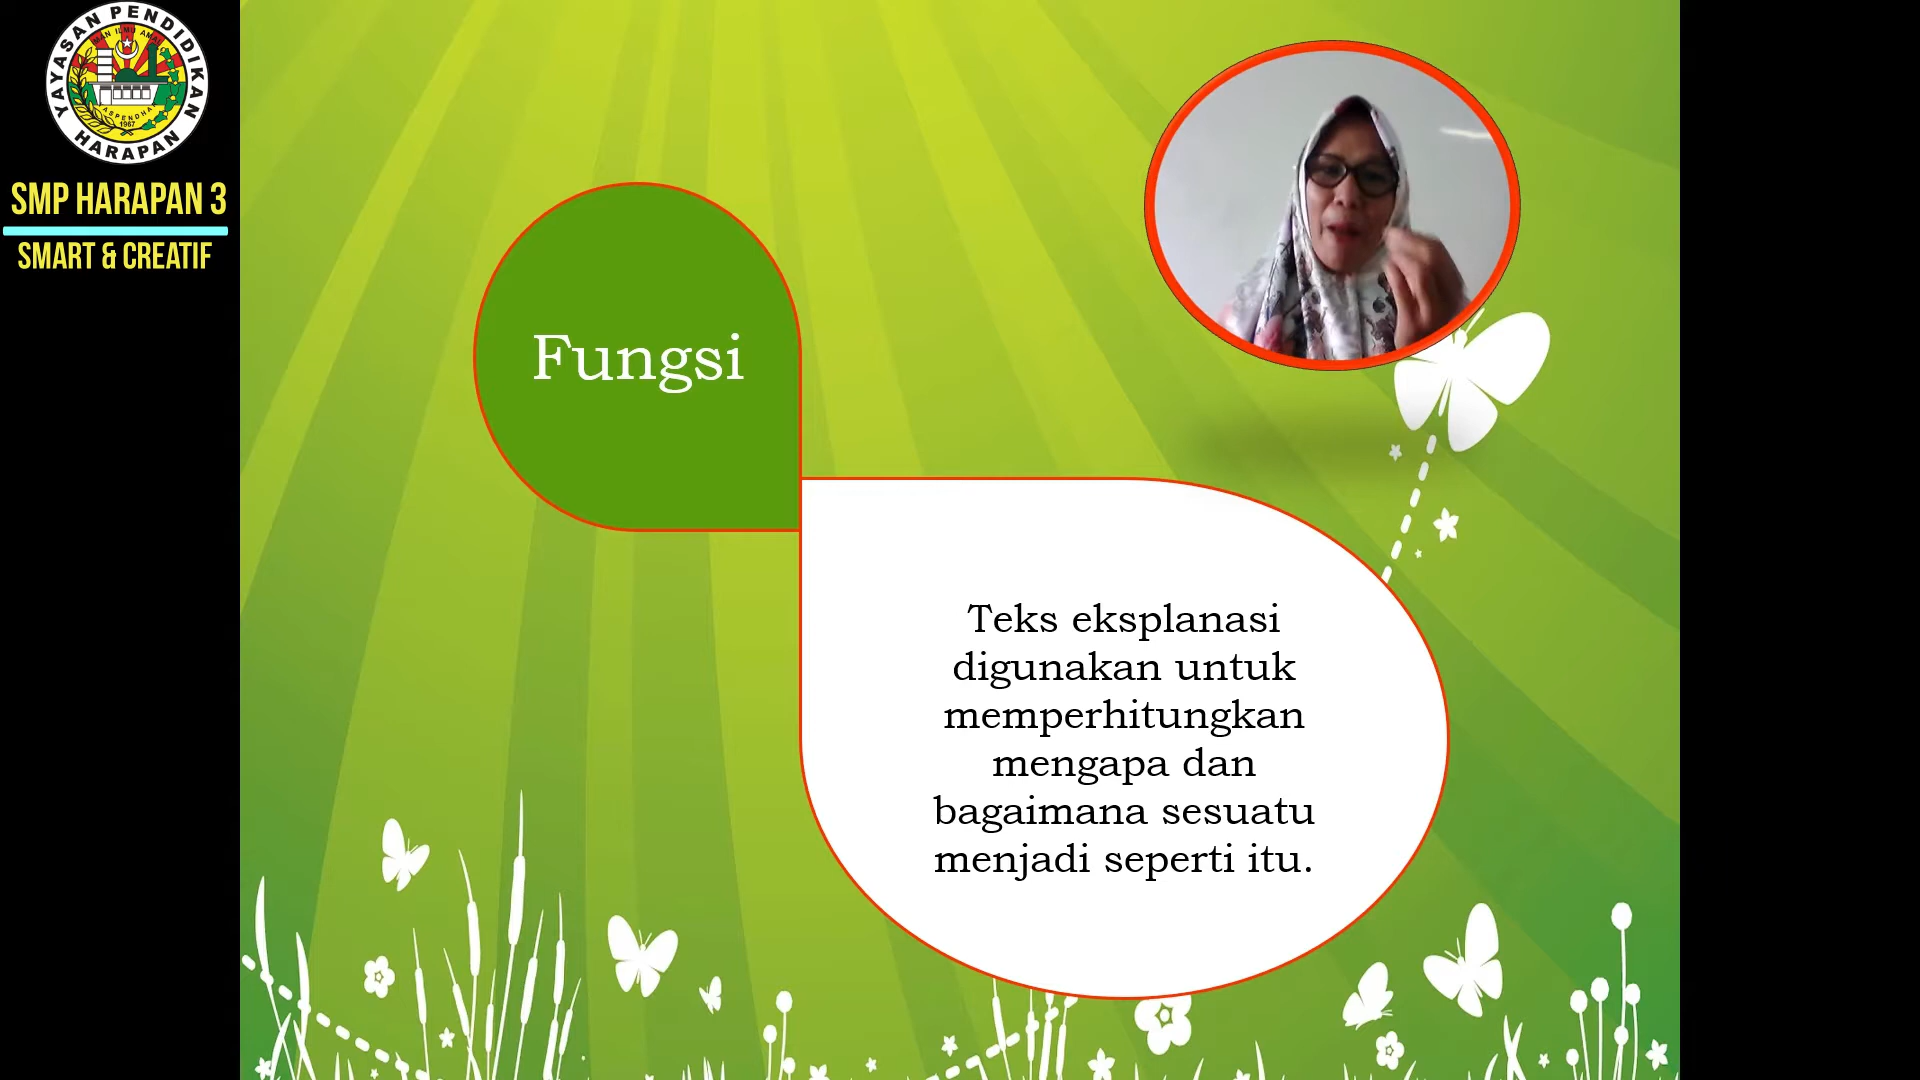 YAYASAN PENDIDIKAN
HARAPAN
1967
SMP HARAPAN 3
SMART & CREATIF
Fungsi
Teks eksplanasi
digunakan untuk
memperhitungkan
mengapa dan
bagaimana sesuatu
menjadi seperti itu.